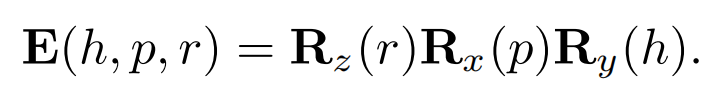 E(h, p, r) = R_z(r)R_x(p)R_y(h).